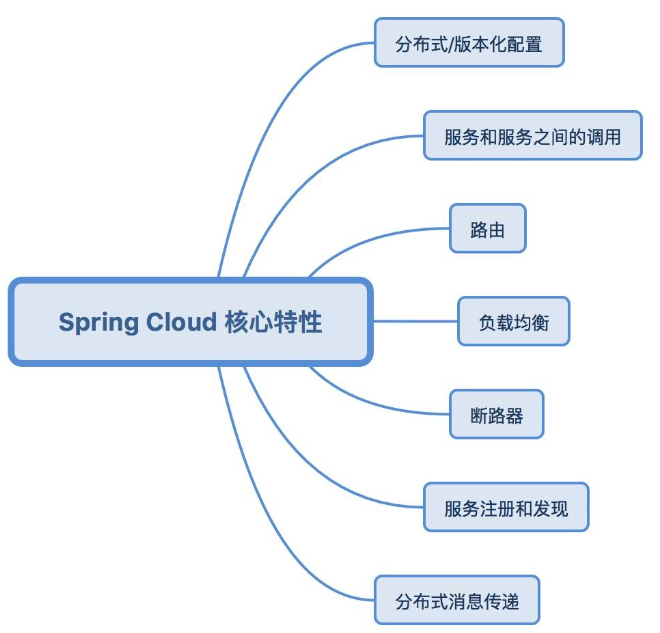 分布式/版本化配置
服务和服务之间的调用
路由
Spring Cloud 核心特性
负载均衡
断路器
服务注册和发现
分布式消息传递